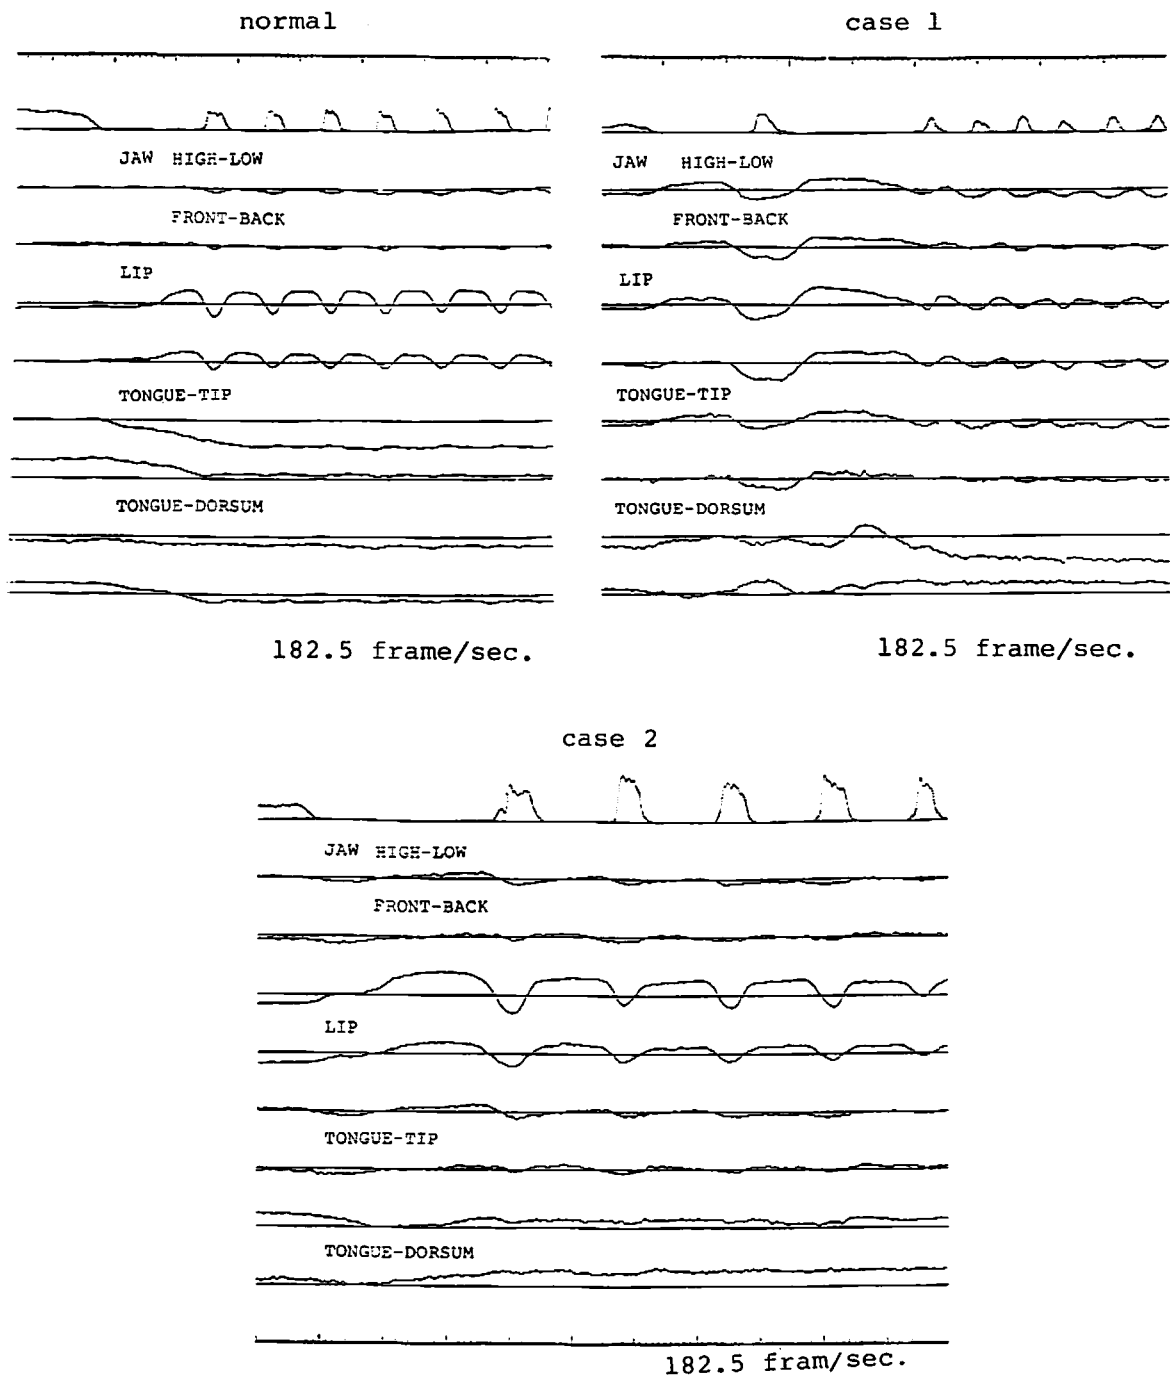 normal
JAW HIGH-LOW
FRONT-BACK
LIP
TONGUE-TIP
TONGUE-DORSUM
182.5 frame/sec.
case 1
JAW HIGH-LOW
FRONT-BACK
LIP
TONGUE-TIP
TONGUE-DORSUM
182.5 frame/sec.
case 2
JAW HIGH-LOW
FRONT-BACK
LIP
TONGUE-TIP
TONGUE-DORSUM
182.5 fram/sec.